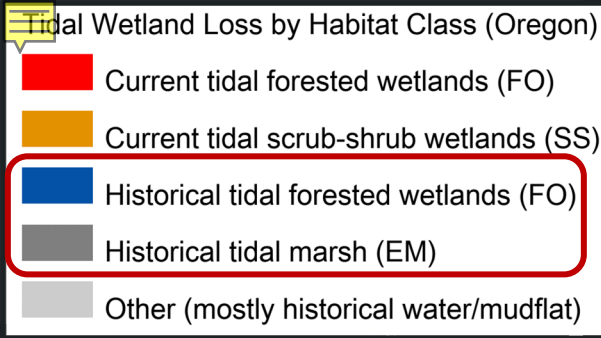 Tidal Wetland Loss by Habitat Class (Oregon)
Current tidal forested wetlands (FO)
Current tidal scrub-shrub wetlands (SS)
Historical tidal forested wetlands (FO)
Historical tidal marsh (EM)
Other (mostly historical water/mudflat)